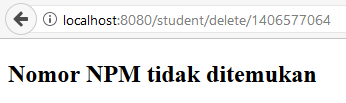 localhost:8080/student/delete/1406577064
Nomor NPM tidak ditemukan